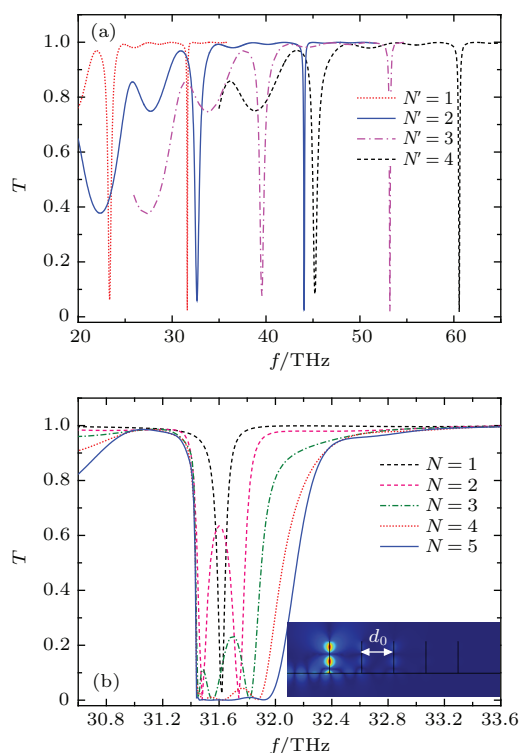 (a)
1.0
0.8
0.6
0.4
0.2
0
T
N′ = 1
N′ = 2
N′ = 3
N′ = 4
20 30 40 50 60
f/THz
1.0
0.8
0.6
0.4
0.2
0
T
N = 1
N = 2
N = 3
N = 4
N = 5
d₀
(b)
30.8 31.2 31.6 32.0 32.4 32.8 33.2 33.6
f/THz